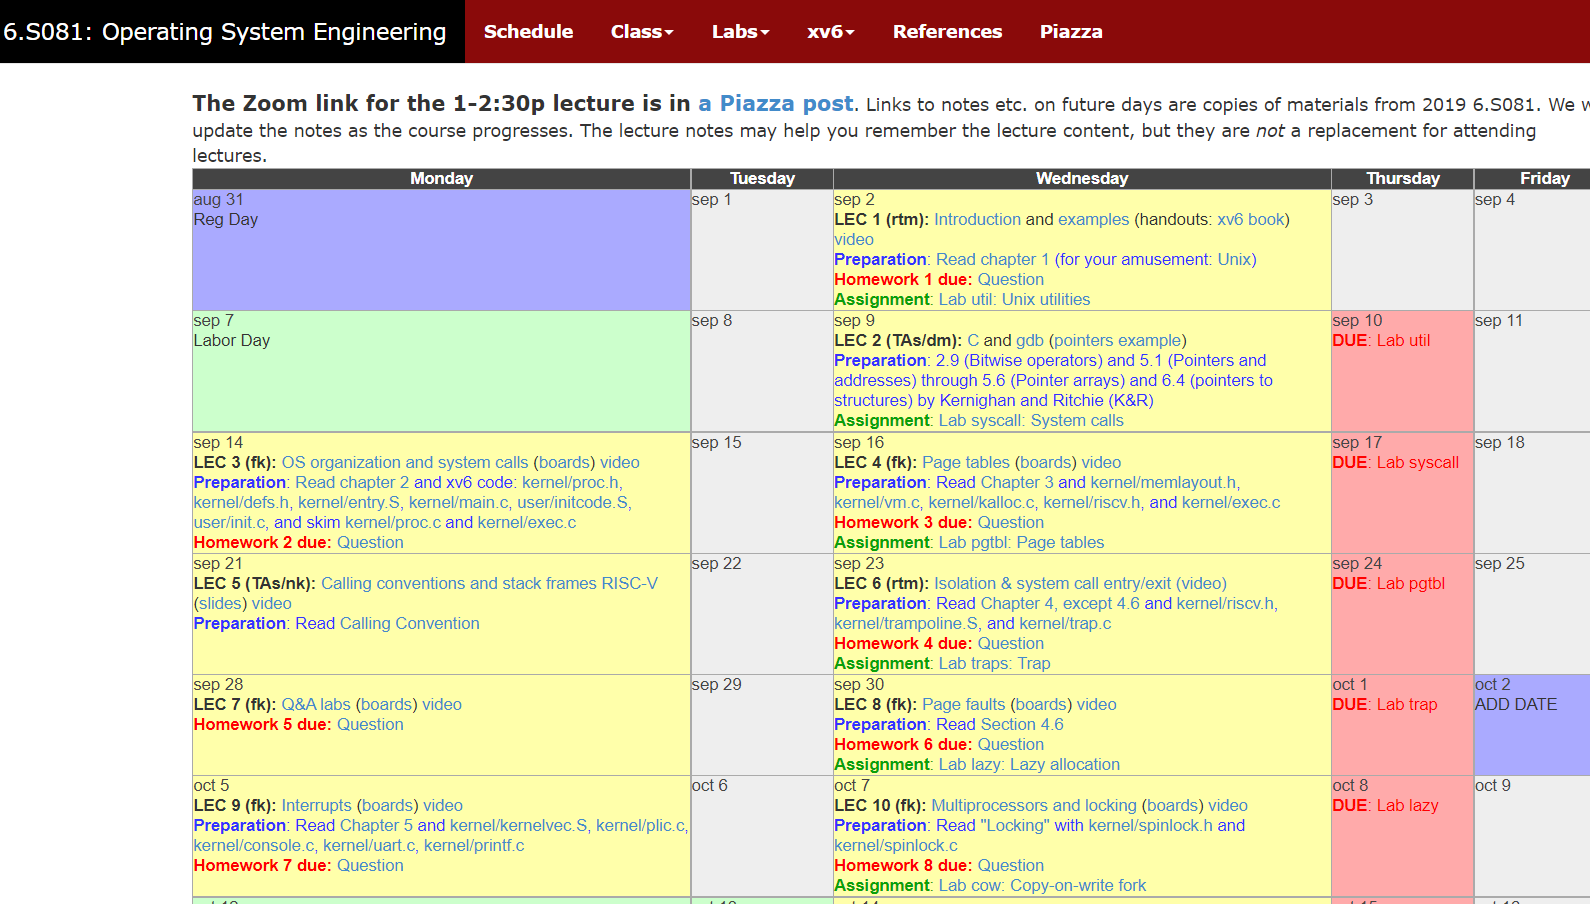 6.S081: Operating System Engineering
Schedule
Class
Labs
xv6
References
Piazza
The Zoom link for the 1-2:30p lecture is in a Piazza post. Links to notes etc. on future days are copies of materials from 2019 6.S081. We
update the notes as the course progresses. The lecture notes may help you remember the lecture content, but they are not a replacement for attending
lectures.
Monday
Tuesday
Wednesday
Thursday
Friday
aug 31
Reg Day
sep 1
sep 2
LEC 1 (rtm): Introduction and examples (handouts: xv6 book)
video
Preparation: Read chapter 1 (for your amusement: Unix)
Homework 1 due: Question
Assignment: Lab util: Unix utilities
sep 3
sep 4
sep 7
Labor Day
sep 8
sep 9
LEC 2 (TAs/dm): C and gdb (pointers example)
Preparation: 2.9 (Bitwise operators) and 5.1 (Pointers and
addresses) through 5.6 (Pointer arrays) and 6.4 (pointers to
structures) by Kernighan and Ritchie (K&R)
Assignment: Lab syscall: System calls
sep 10
DUE: Lab util
sep 11
sep 14
LEC 3 (fk): OS organization and system calls (boards) video
Preparation: Read chapter 2 and xv6 code: kernel/proc.h,
kernel/defs.h, kernel/entry.S, kernel/main.c, user/initcode.S,
user/init.c, and skim kernel/proc.c and kernel/exec.c
Homework 2 due: Question
sep 15
sep 16
LEC 4 (fk): Page tables (boards) video
Preparation: Read Chapter 3 and kernel/memlayout.h,
kernel/vm.c, kernel/kalloc.c, kernel/riscv.h, and kernel/exec.c
Homework 3 due: Question
Assignment: Lab pgtbl: Page tables
sep 17
DUE: Lab syscall
sep 18
sep 21
LEC 5 (TAs/nk): Calling conventions and stack frames RISC-V
(slides) video
Preparation: Read Calling Convention
sep 22
sep 23
LEC 6 (rtm): Isolation & system call entry/exit (video)
Preparation: Read Chapter 4, except 4.6 and kernel/riscv.h,
kernel/trampoline.S, and kernel/trap.c
Homework 4 due: Question
Assignment: Lab traps: Trap
sep 24
DUE: Lab pgtbl
sep 25
sep 28
LEC 7 (fk): Q&A labs (boards) video
Homework 5 due: Question
sep 29
sep 30
LEC 8 (fk): Page faults (boards) video
Preparation: Read Section 4.6
Homework 6 due: Question
Assignment: Lab lazy: Lazy allocation
oct 1
DUE: Lab trap
oct 2
ADD DATE
oct 5
LEC 9 (fk): Interrupts (boards) video
Preparation: Read Chapter 5 and kernel/kernelvec.S, kernel/plic.c,
kernel/console.c, kernel/uart.c, kernel/printf.c
Homework 7 due: Question
oct 6
oct 7
LEC 10 (fk): Multiprocessors and locking (boards) video
Preparation: Read "Locking" with kernel/spinlock.h and
kernel/spinlock.c
Homework 8 due: Question
Assignment: Lab cow: Copy-on-write fork
oct 8
DUE: Lab lazy
oct 9